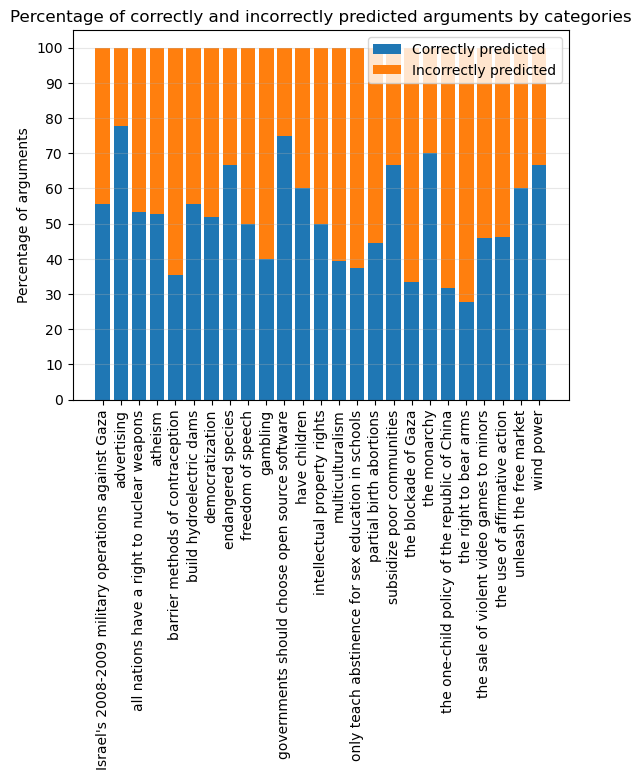 Percentage of correctly and incorrectly predicted arguments by categories
Correctly predicted
Incorrectly predicted
Percentage of arguments
100
90
80
70
60
50
40
30
20
10
0
Israel's 2008-2009 military operations against Gaza
advertising
all nations have a right to nuclear weapons
atheism
barrier methods of contraception
build hydroelectric dams
democratization
endangered species
freedom of speech
gambling
governments should choose open source software
have children
intellectual property rights
multiculturalism
only teach abstinence for sex education in schools
partial birth abortions
subsidize poor communities
the blockade of Gaza
the monarchy
the one-child policy of the republic of China
the right to bear arms
the sale of violent video games to minors
the use of affirmative action
unleash the free market
wind power